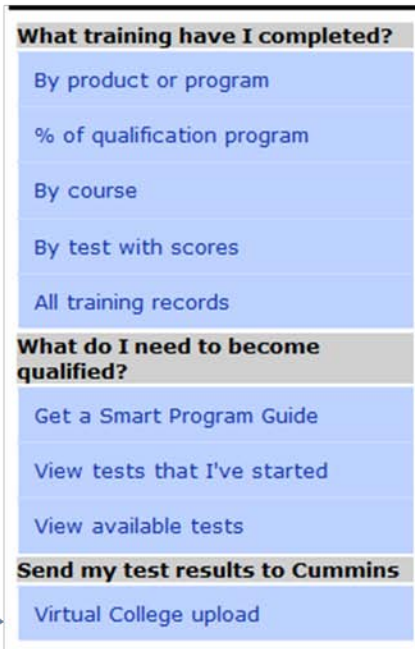 What training have I completed?
By product or program
% of qualification program
By course
By test with scores
All training records
What do I need to become
qualified?
Get a Smart Program Guide
View tests that I've started
View available tests
Send my test results to Cummins
Virtual College upload